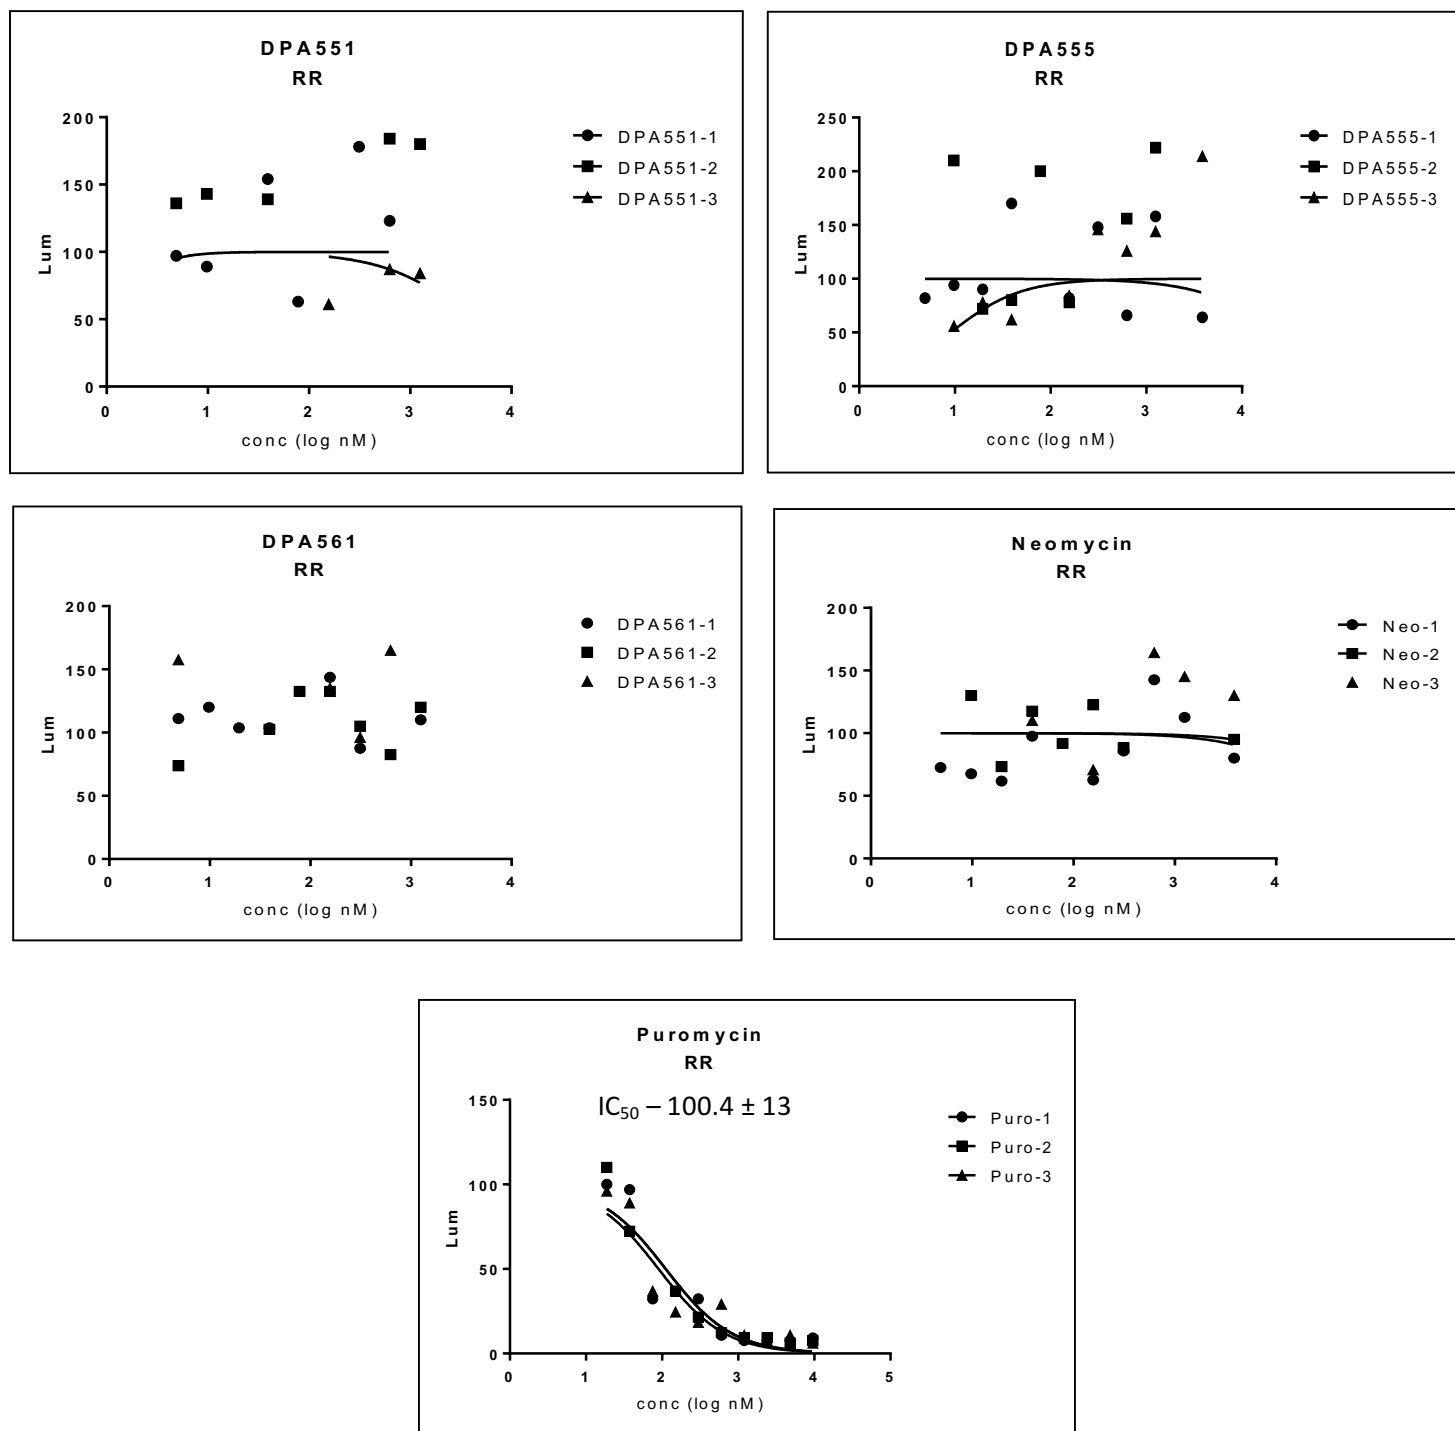 DPA551
RR
200
150
100
50
0
0 1 2 3 4
Lum
conc (log nM)
DPA551-1
DPA551-2
DPA551-3
DPA555
RR
250
200
150
100
50
0
0 1 2 3 4
Lum
conc (log nM)
DPA555-1
DPA555-2
DPA555-3
DPA561
RR
200
150
100
50
0
0 1 2 3 4
Lum
conc (log nM)
DPA561-1
DPA561-2
DPA561-3
Neomycin
RR
200
150
100
50
0
0 1 2 3 4
Lum
conc (log nM)
Neo-1
Neo-2
Neo-3
Puromycin
RR
IC50 – 100.4 ± 13
150
100
50
0
0 1 2 3 4 5
Lum
conc (log nM)
Puro-1
Puro-2
Puro-3